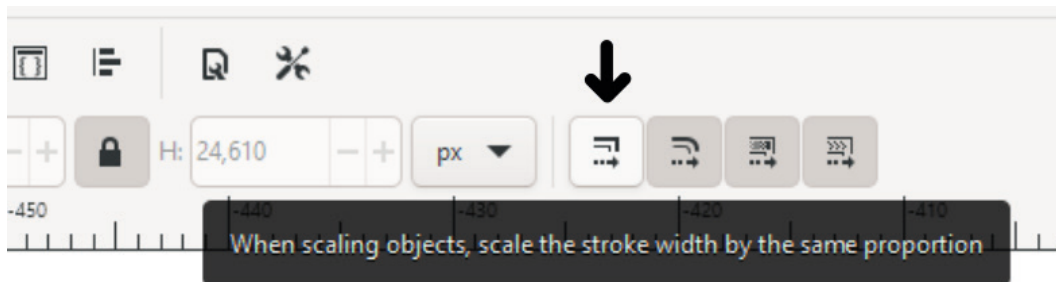 H: 24,610 px
-450 -440 -430 -420 -410
When scaling objects, scale the stroke width by the same proportion